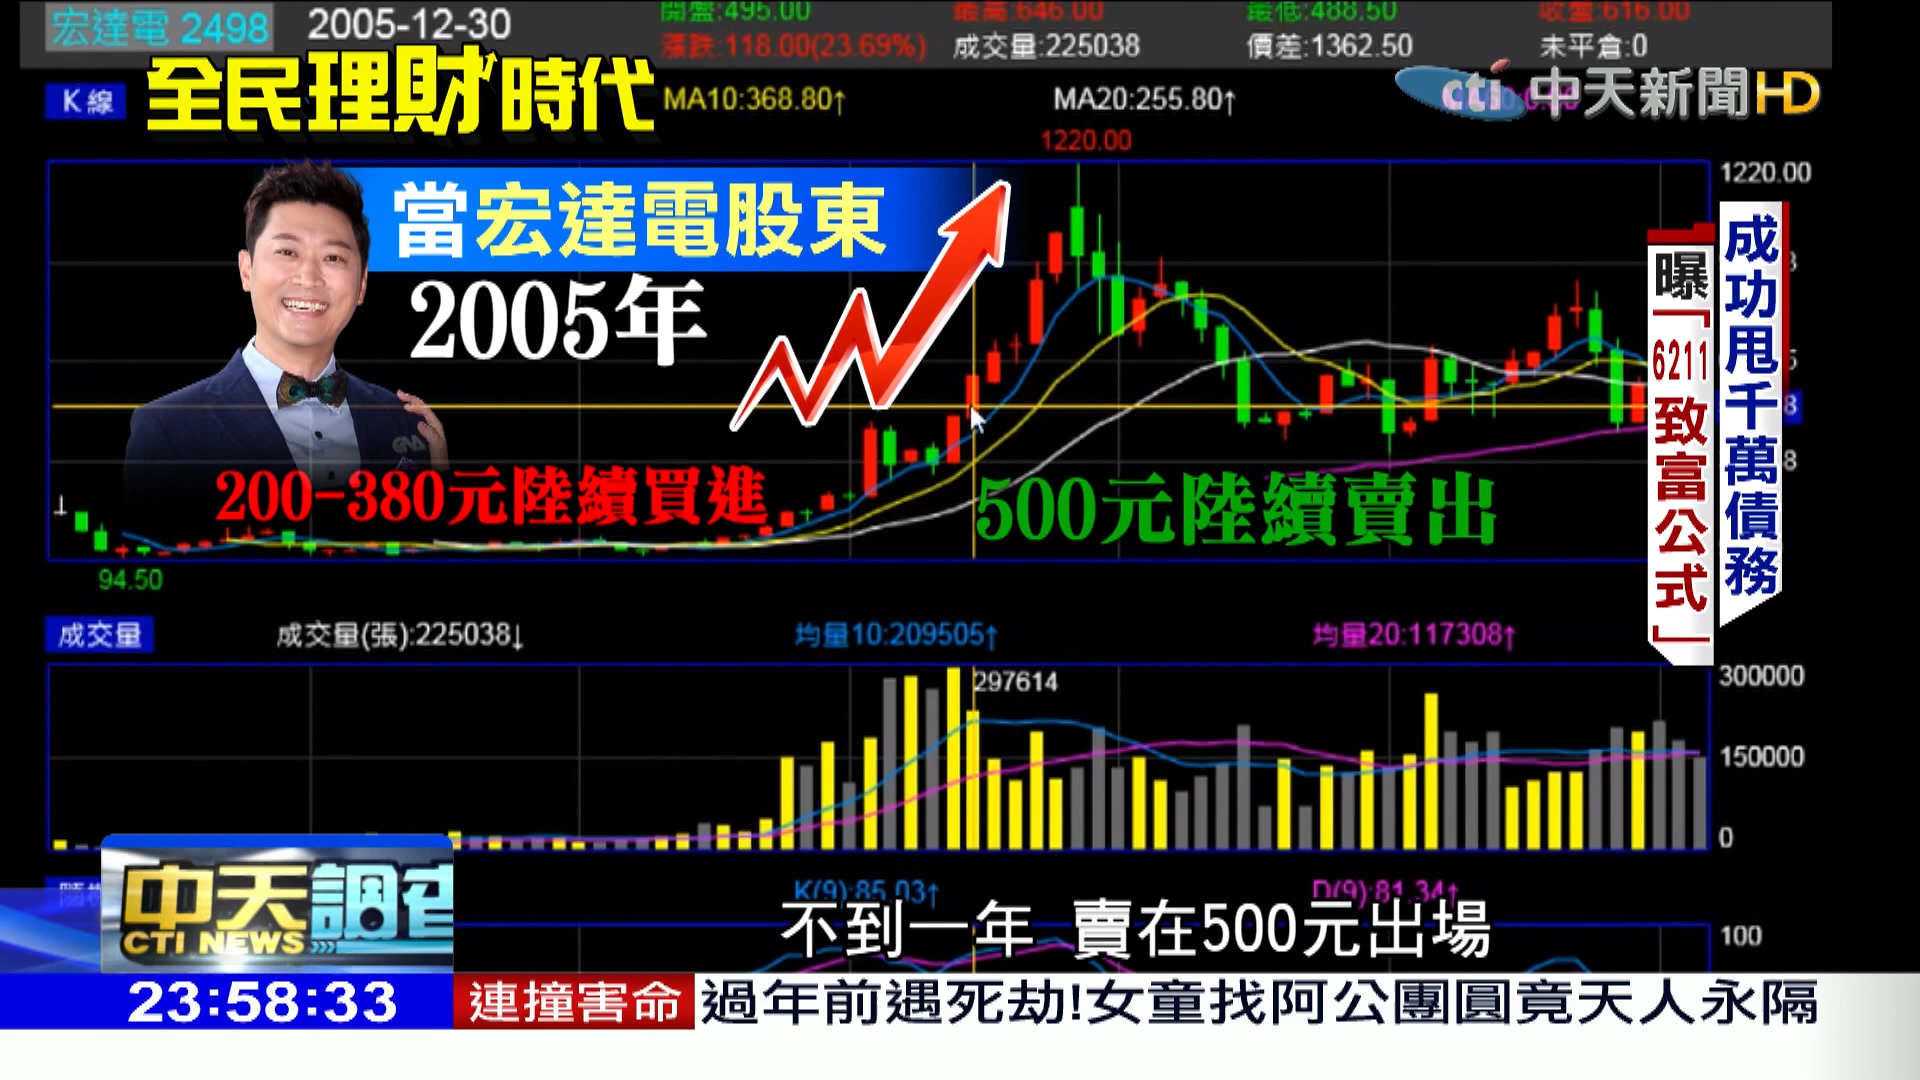 宏達電 2498 2005-12-30 開盤:495.00 最高:646.00 最低:488.50 收盤:616.00
漲跌:118.00(23.69%) 成交量:225038 價差:1362.50 未平倉:0
K線 MA10:368.80↑ MA20:255.80↑
全民理財時代
cti 中天新聞HD
1220.00
1220.00
當宏達電股東
2005年
200-380元陸續買進
500元陸續賣出
成功甩千萬債務
曝「6211致富公式」
94.50
成交量 成交量(張):225038↓ 均量10:209505↑ 均量20:117308↑
297614
300000
150000
0
K(9):85.03↑ D(9):81.34↑
100
中天調查
CTI NEWS
不到一年 賣在500元出場
23:58:33 連撞害命 過年前遇死劫!女童找阿公團圓竟天人永隔